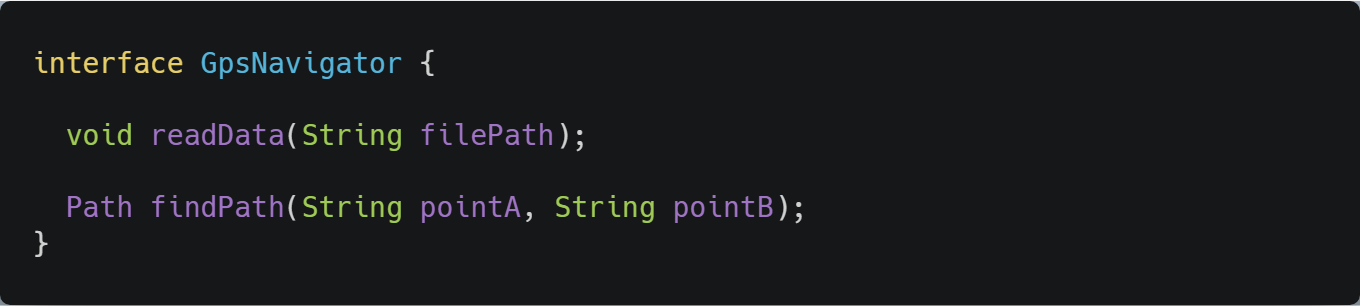 interface GpsNavigator {
void readData(String filePath);
Path findPath(String pointA, String pointB);
}